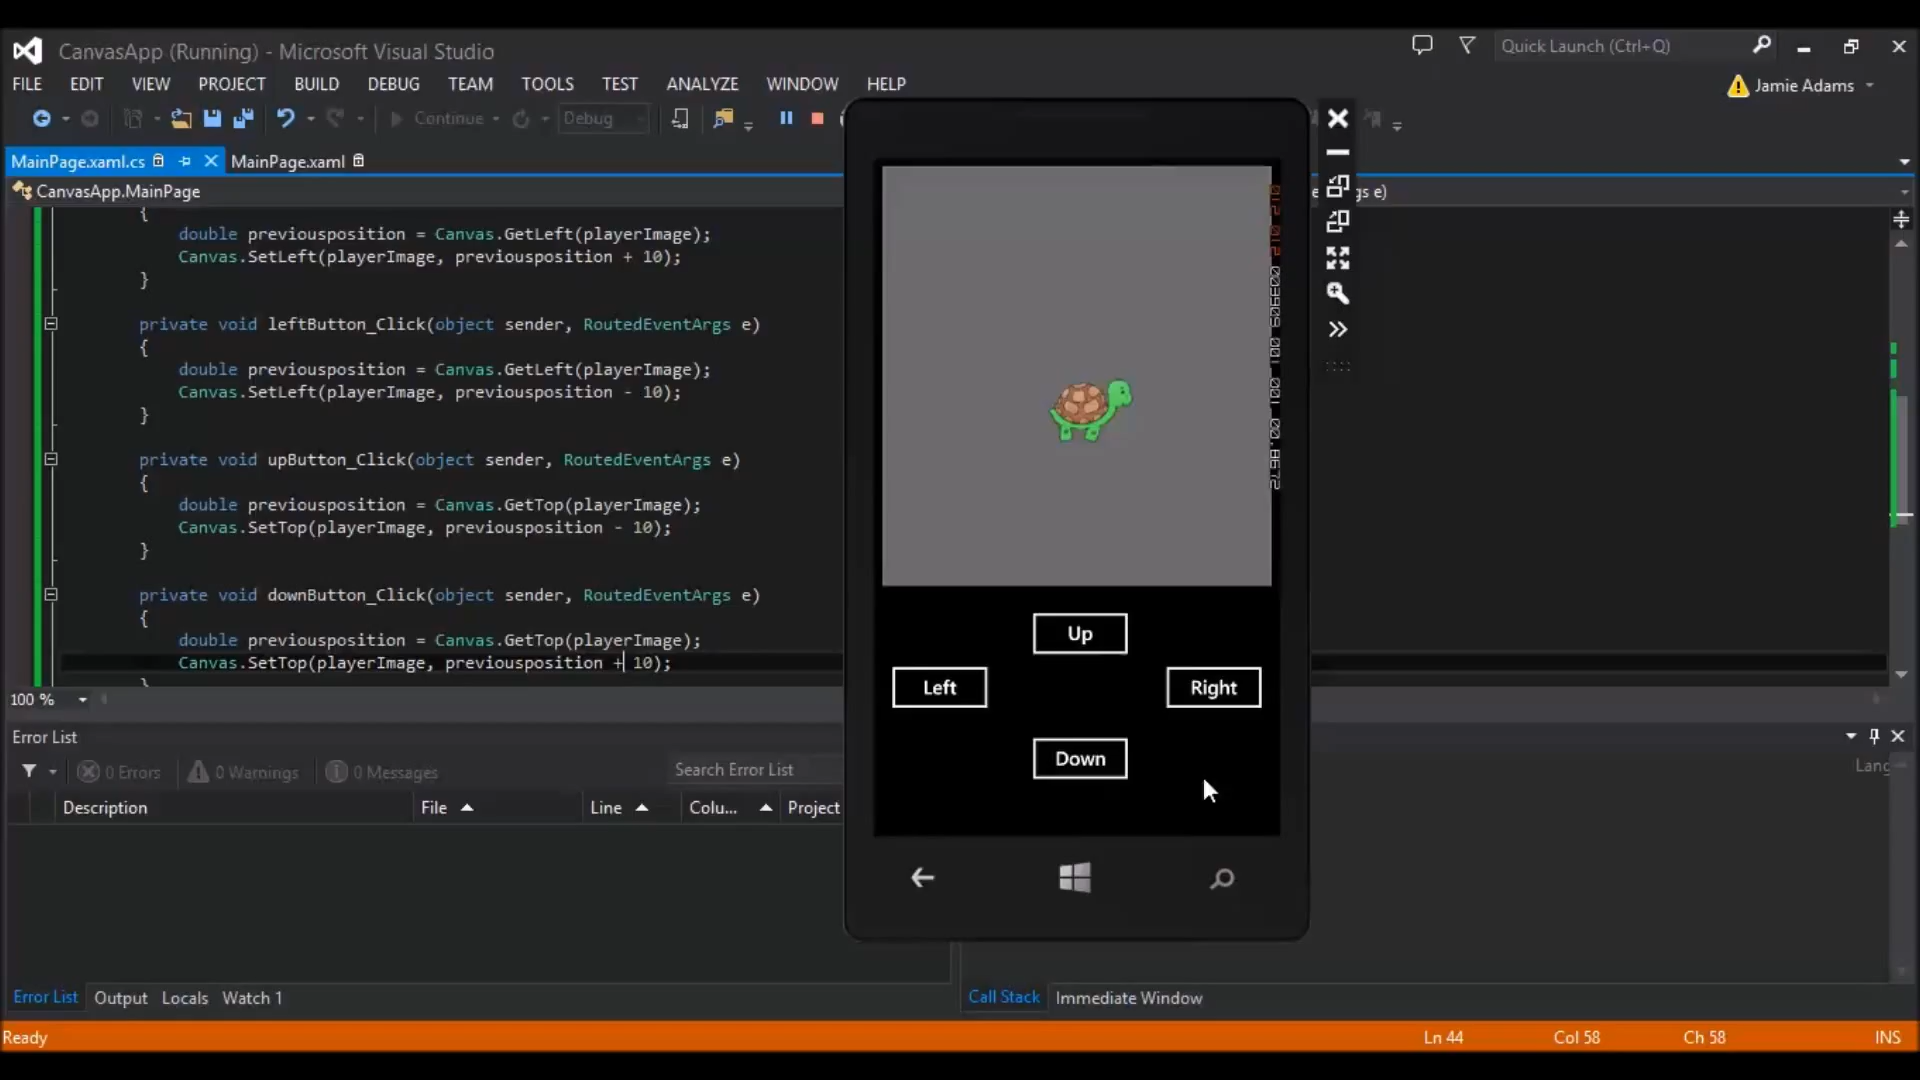 CanvasApp (Running) - Microsoft Visual Studio
Quick Launch (Ctrl+Q)
FILE EDIT VIEW PROJECT BUILD DEBUG TEAM TOOLS TEST ANALYZE WINDOW HELP
Jamie Adams
Continue Debug
MainPage.xaml.cs MainPage.xaml
CanvasApp.MainPage
gs e)
{
double previousposition = Canvas.GetLeft(playerImage);
Canvas.SetLeft(playerImage, previousposition + 10);
}
private void leftButton_Click(object sender, RoutedEventArgs e)
{
double previousposition = Canvas.GetLeft(playerImage);
Canvas.SetLeft(playerImage, previousposition - 10);
}
private void upButton_Click(object sender, RoutedEventArgs e)
{
double previousposition = Canvas.GetTop(playerImage);
Canvas.SetTop(playerImage, previousposition - 10);
}
private void downButton_Click(object sender, RoutedEventArgs e)
{
double previousposition = Canvas.GetTop(playerImage);
Canvas.SetTop(playerImage, previousposition + 10);
}
Up
Left
Right
Down
100 %
Error List
0 Errors 0 Warnings 0 Messages
Search Error List
Lang
Description File Line Colu... Project
Error List Output Locals Watch 1
Call Stack Immediate Window
Ready
Ln 44 Col 58 Ch 58 INS